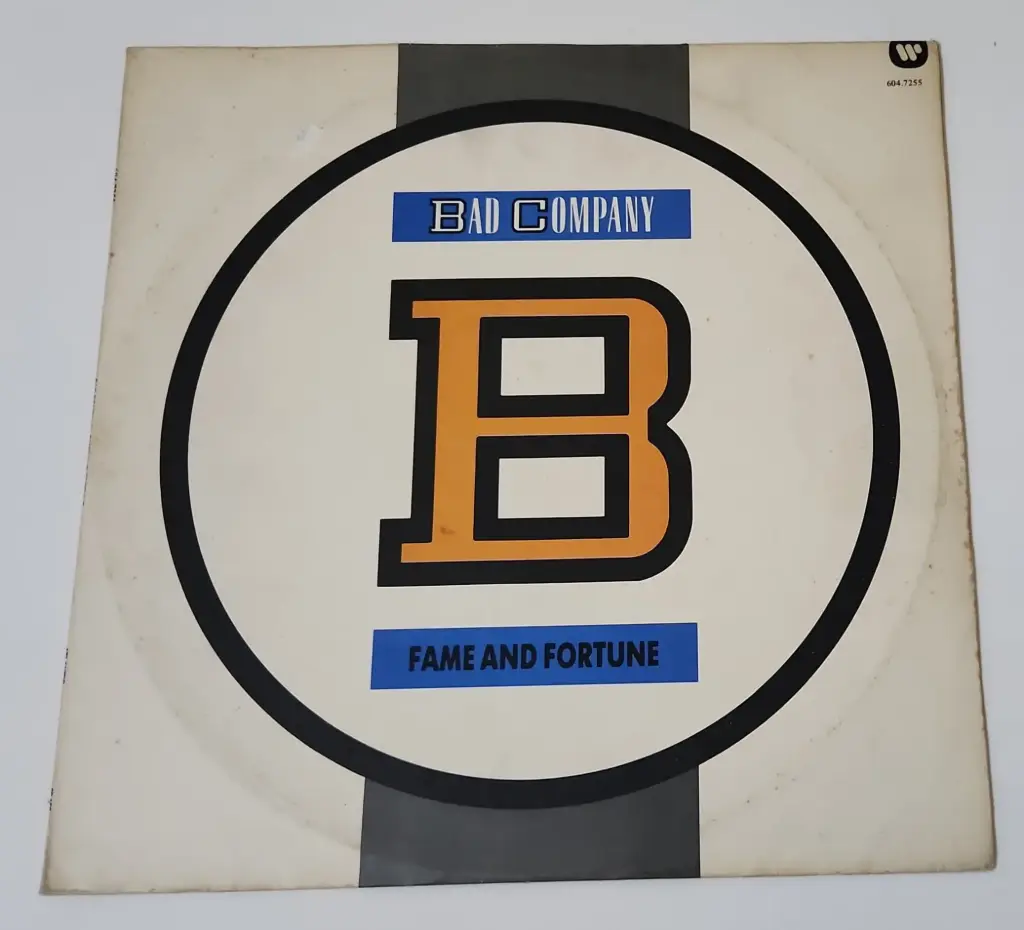 604.7255
BAD COMPANY
B
FAME AND FORTUNE